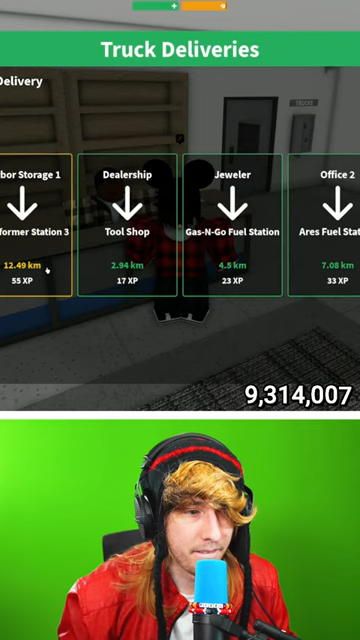 Truck Deliveries
Delivery
bor Storage 1
former Station 3
12.49 km
55 XP
Dealership
Tool Shop
2.94 km
17 XP
Jeweler
Gas-N-Go Fuel Station
4.5 km
23 XP
Office 2
Ares Fuel Stat
7.08 km
33 XP
9,314,007